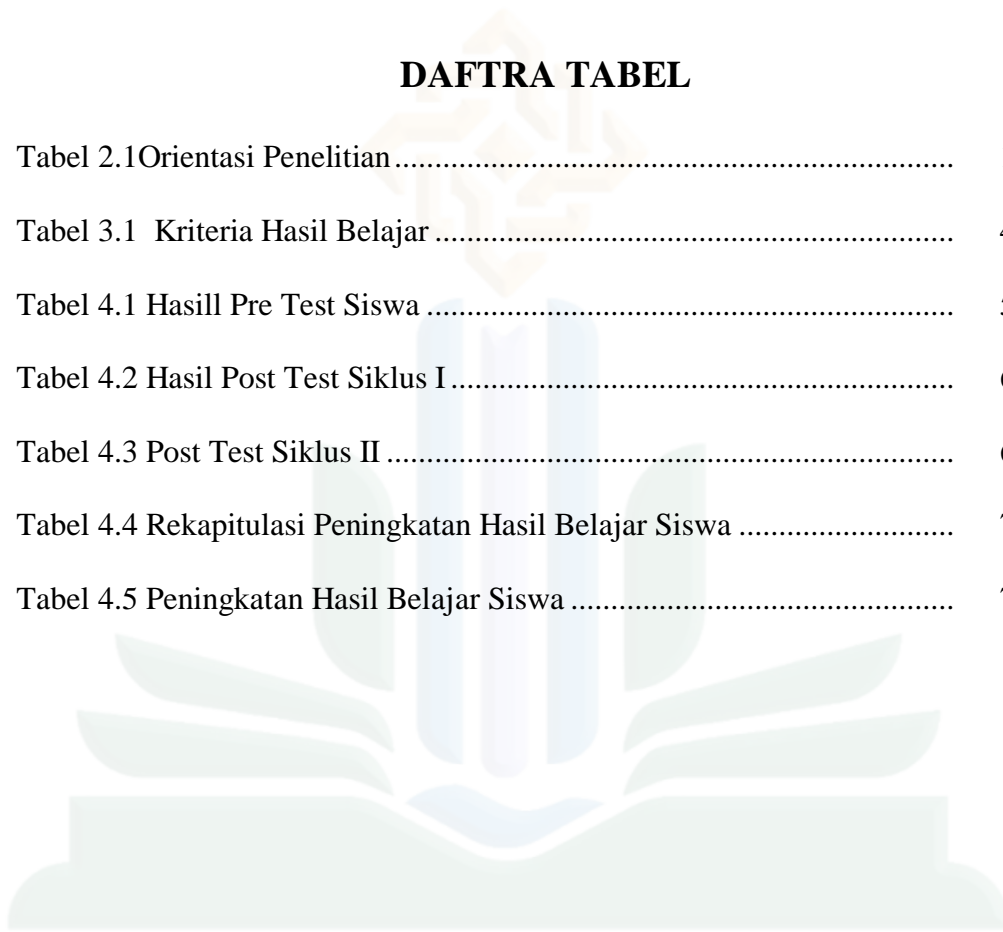 DAFTRA TABEL
Tabel 2.1Orientasi Penelitian.....................................................................
Tabel 3.1  Kriteria Hasil Belajar ................................................................
Tabel 4.1 Hasill Pre Test Siswa .................................................................
Tabel 4.2 Hasil Post Test Siklus I ..............................................................
Tabel 4.3 Post Test Siklus II ......................................................................
Tabel 4.4 Rekapitulasi Peningkatan Hasil Belajar Siswa ..........................
Tabel 4.5 Peningkatan Hasil Belajar Siswa ...............................................